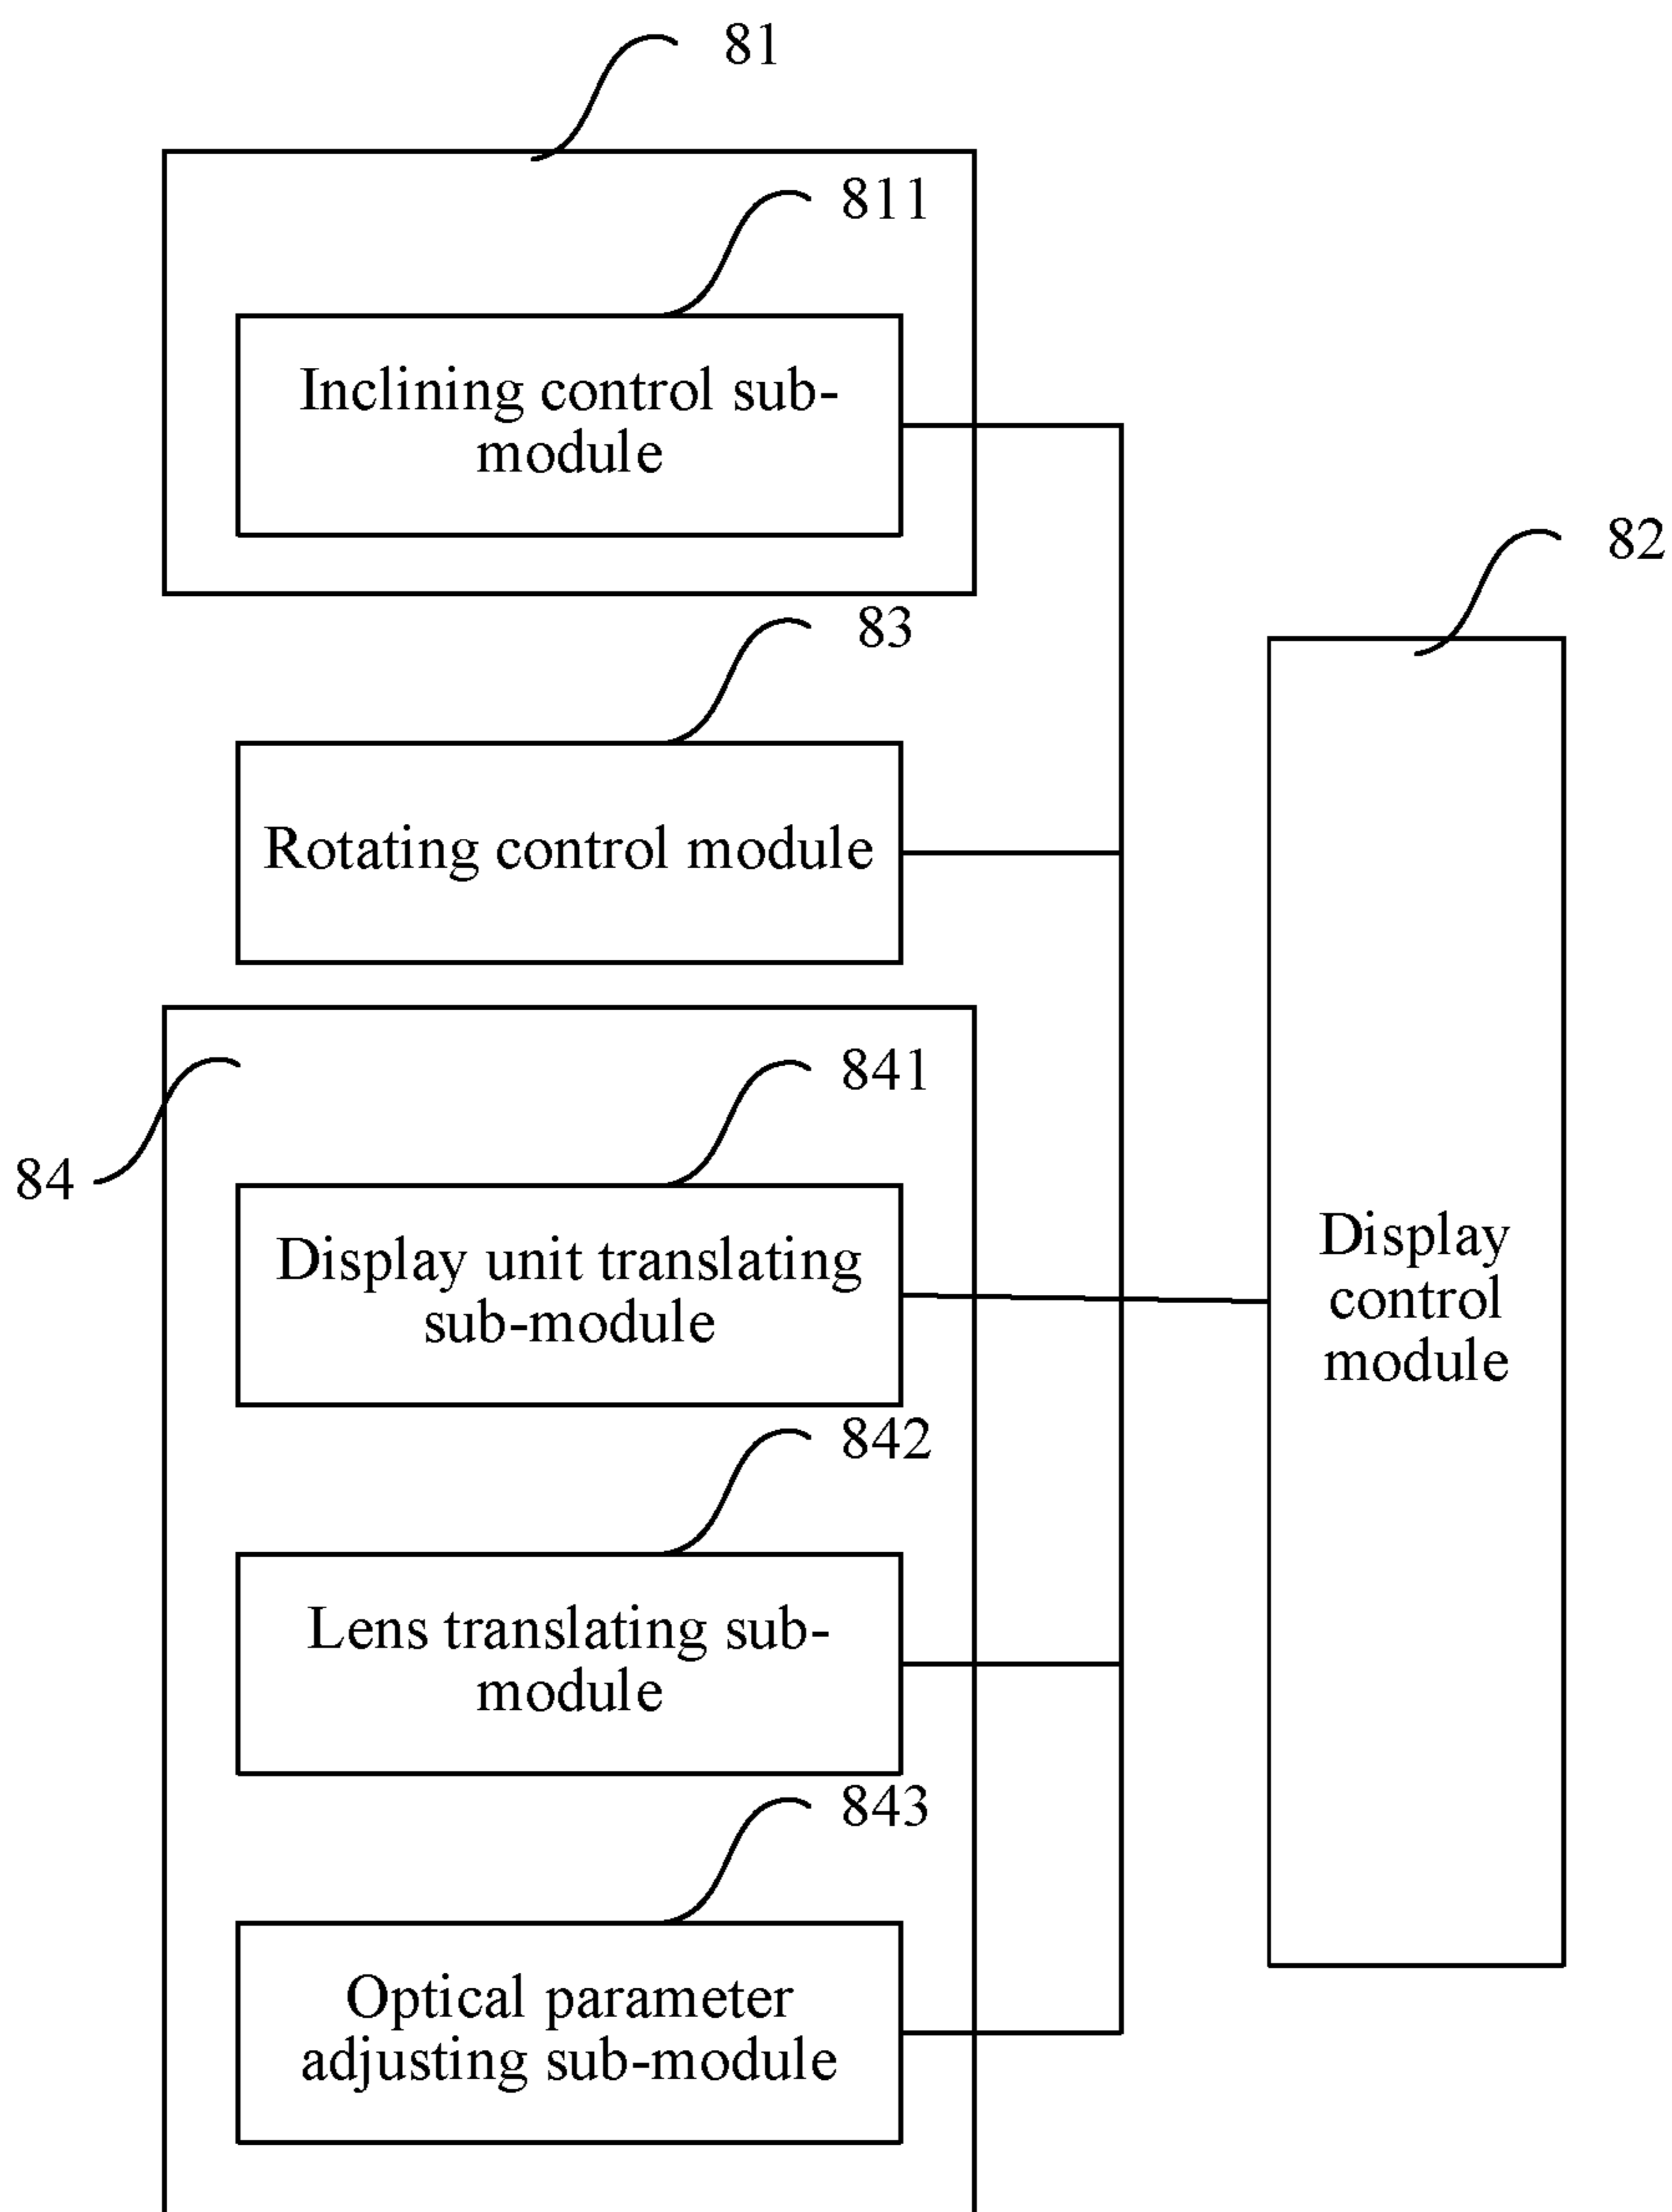 81
811
Inclining control sub-
module
82
83
Rotating control module
84
841
Display unit translating
sub-module
Display
control
module
842
Lens translating sub-
module
843
Optical parameter
adjusting sub-module